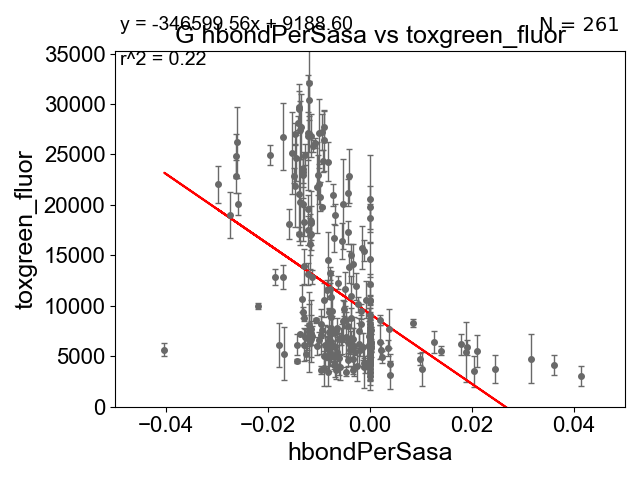 y = -346599.56x + 9188.60
N = 261
G hbondPerSasa vs toxgreen_fluor
r^2 = 0.22
35000
30000
25000
20000
15000
10000
5000
0
toxgreen_fluor
−0.04 −0.02 0.00 0.02 0.04
hbondPerSasa